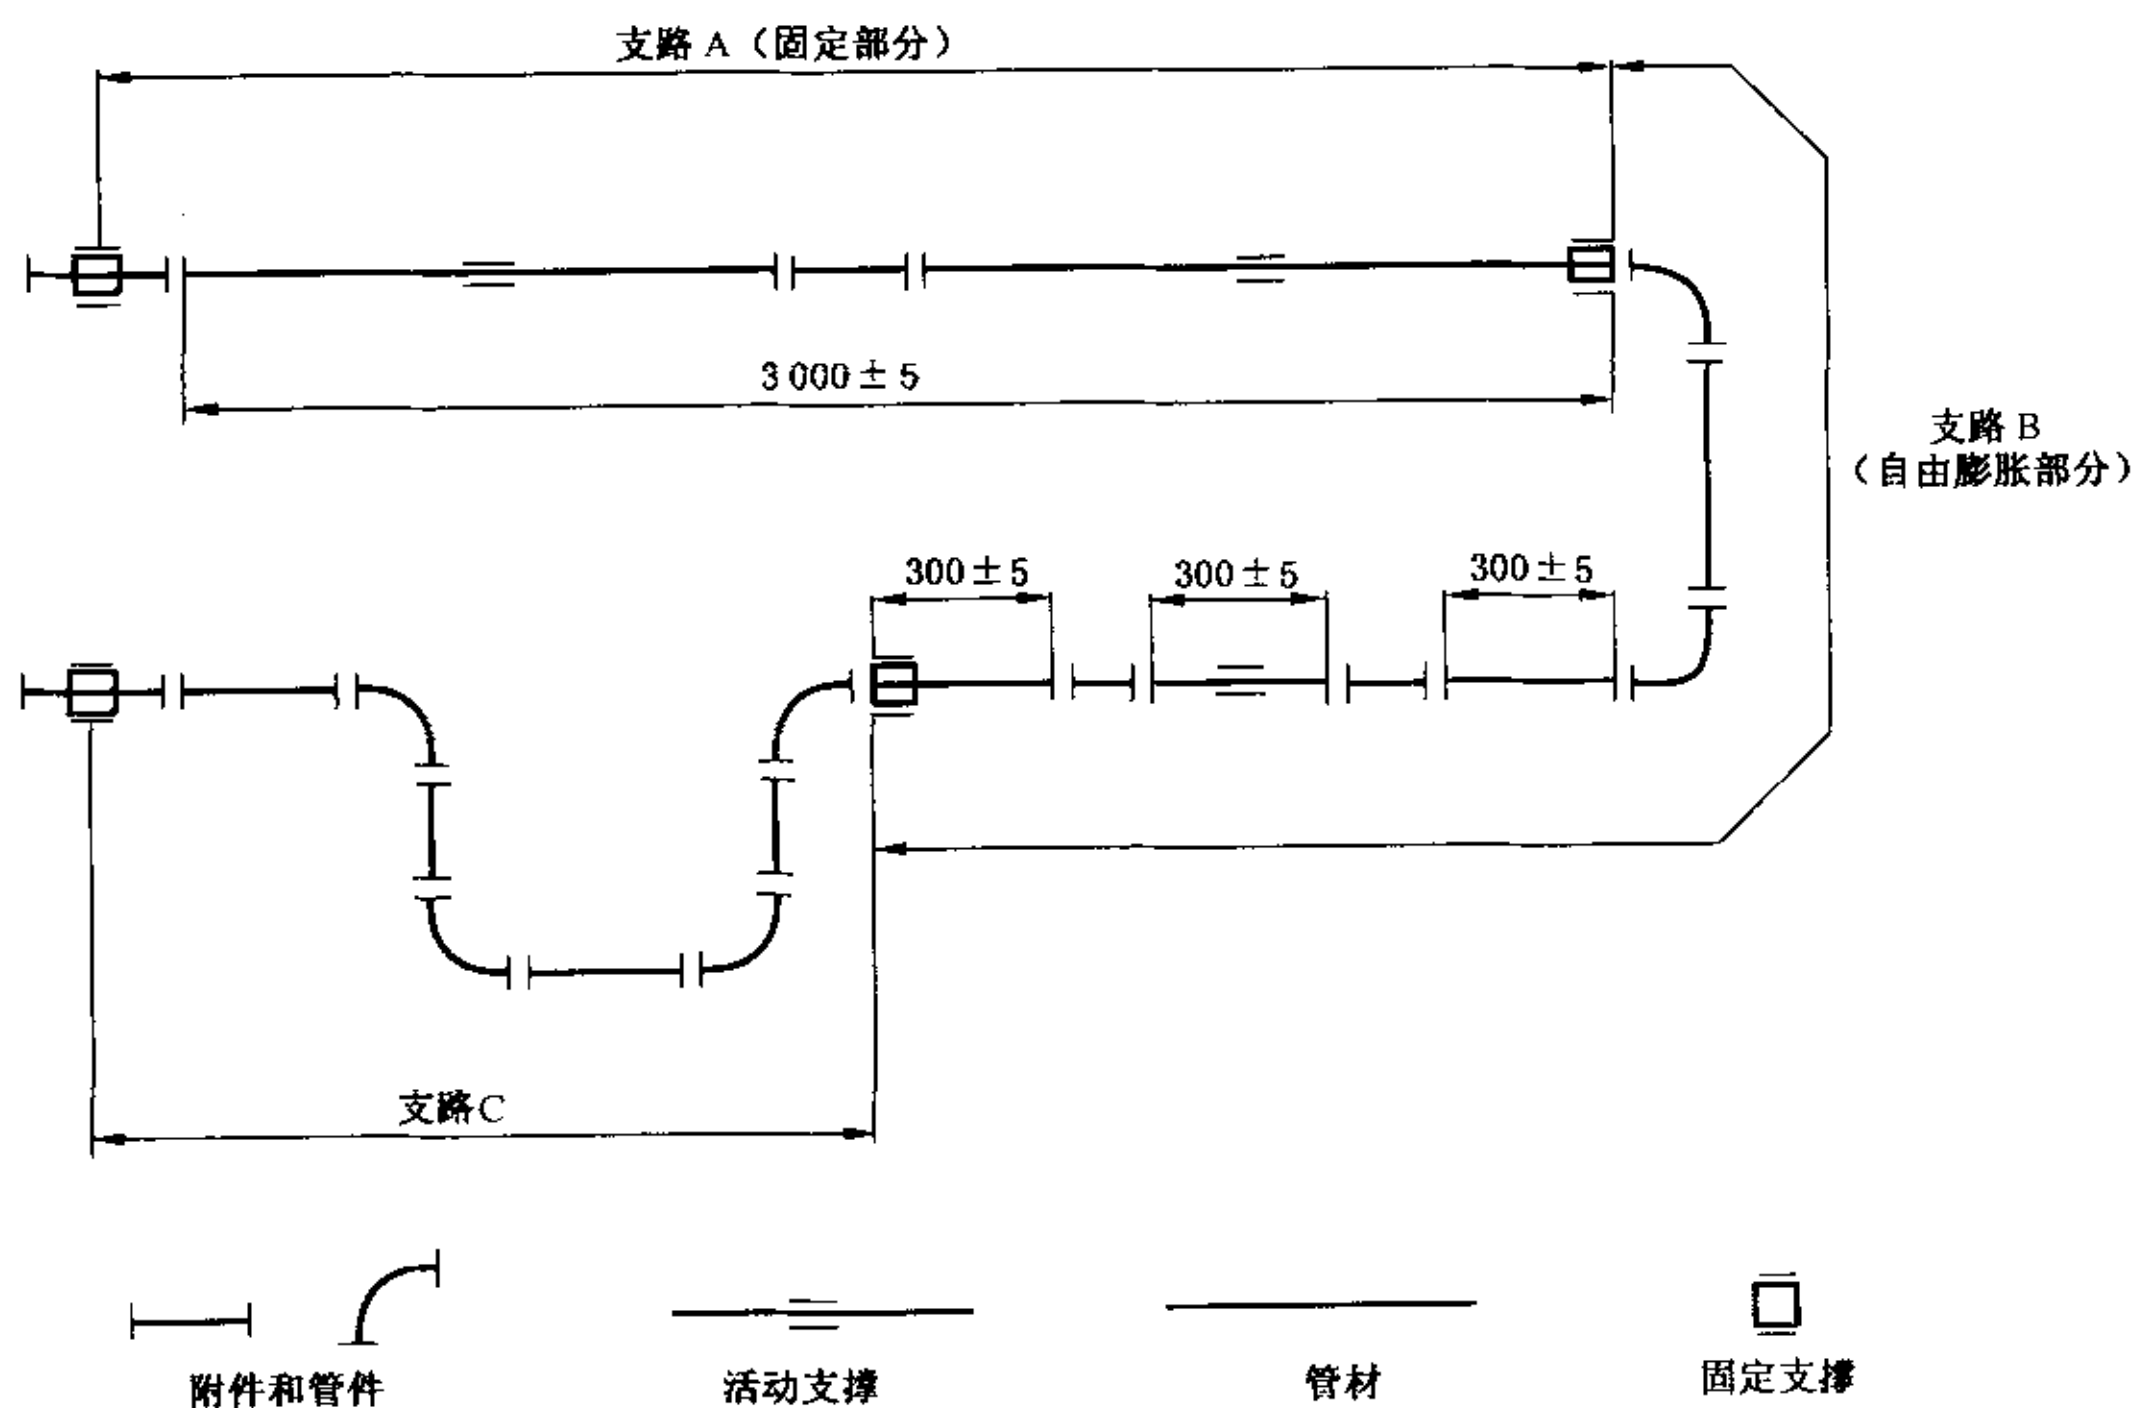 支路 A（固定部分）
3 000 ± 5
支路 B
（自由膨胀部分）
300 ± 5
300 ± 5
300 ± 5
支路C
附件和管件
活动支撑
管材
固定支撑